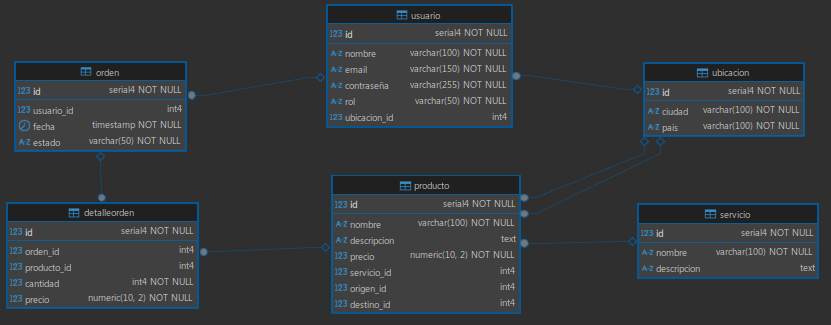 usuario
123 id serial4 NOT NULL
A-Z nombre varchar(100) NOT NULL
A-Z email varchar(150) NOT NULL
A-Z contraseña varchar(255) NOT NULL
A-Z rol varchar(50) NOT NULL
123 ubicacion_id int4
orden
123 id serial4 NOT NULL
123 usuario_id int4
fecha timestamp NOT NULL
A-Z estado varchar(50) NOT NULL
ubicacion
123 id serial4 NOT NULL
A-Z ciudad varchar(100) NOT NULL
A-Z pais varchar(100) NOT NULL
detalleorden
123 id serial4 NOT NULL
123 orden_id int4
123 producto_id int4
123 cantidad int4 NOT NULL
123 precio numeric(10, 2) NOT NULL
producto
123 id serial4 NOT NULL
A-Z nombre varchar(100) NOT NULL
A-Z descripcion text
123 precio numeric(10, 2) NOT NULL
123 servicio_id int4
123 origen_id int4
123 destino_id int4
servicio
123 id serial4 NOT NULL
A-Z nombre varchar(100) NOT NULL
A-Z descripcion text